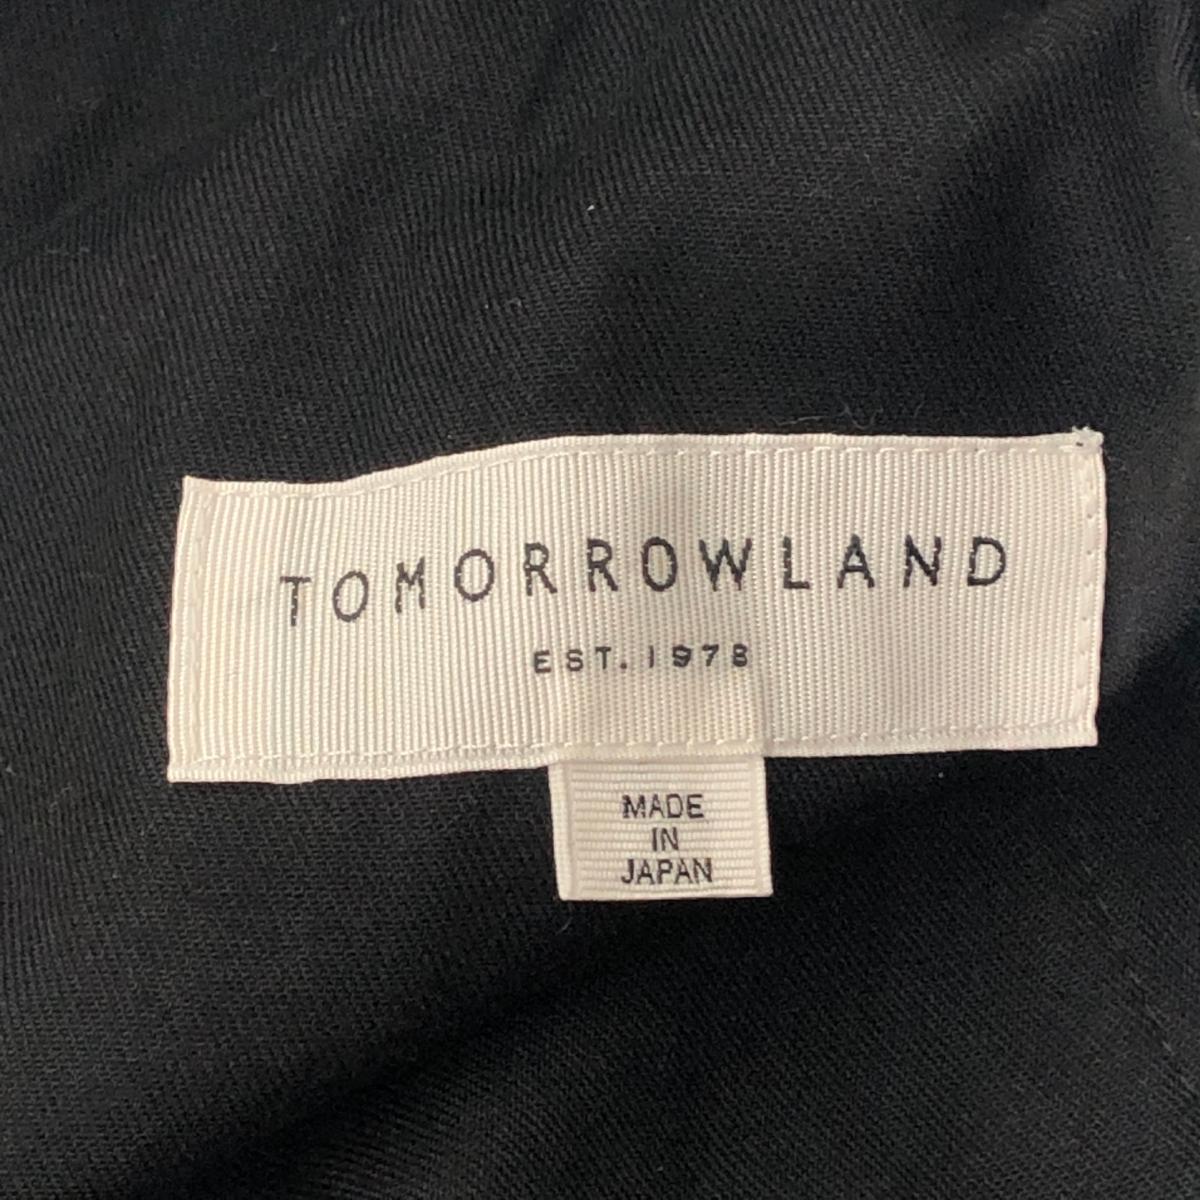 TOMORROWLAND
EST. 1978
MADE
IN
JAPAN